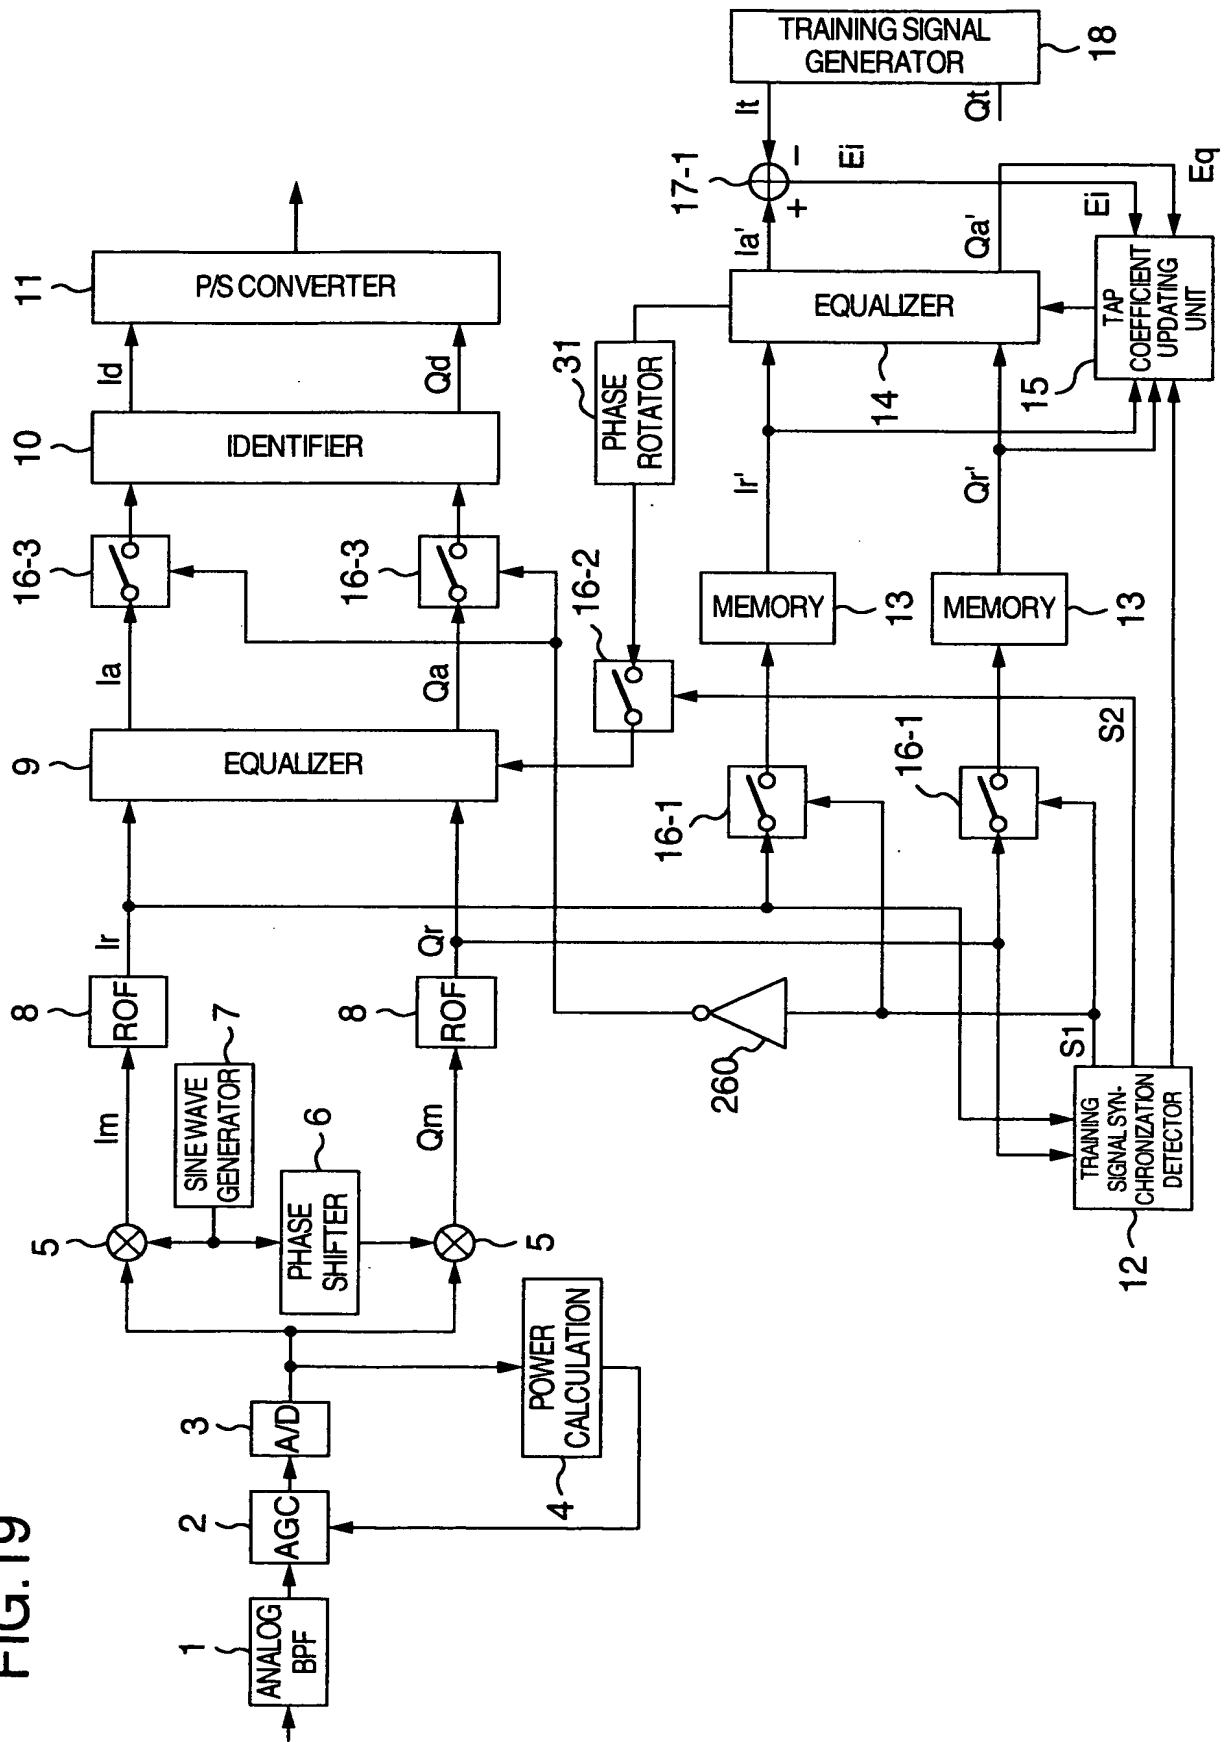 FIG.19
1
ANALOG
BPF
2
AGC
3
A/D
4
POWER
CALCULATION
5
5
6
PHASE
SHIFTER
7
SINE WAVE
GENERATOR
Im
Qm
8
ROF
8
ROF
Ir
Qr
9
EQUALIZER
Ia
Qa
16-3
16-3
10
IDENTIFIER
Id
Qd
11
P/S CONVERTER
260
12
TRAINING
SIGNAL SYN-
CHRONIZATION
DETECTOR
S1
S2
16-1
16-1
16-2
MEMORY
13
MEMORY
13
31
PHASE
ROTATOR
Ir'
Qr'
14
EQUALIZER
15
TAP
COEFFICIENT
UPDATING
UNIT
Ia'
Qa'
17-1
+
−
Ei
Ei
Eq
It
Qt
TRAINING SIGNAL
GENERATOR
18